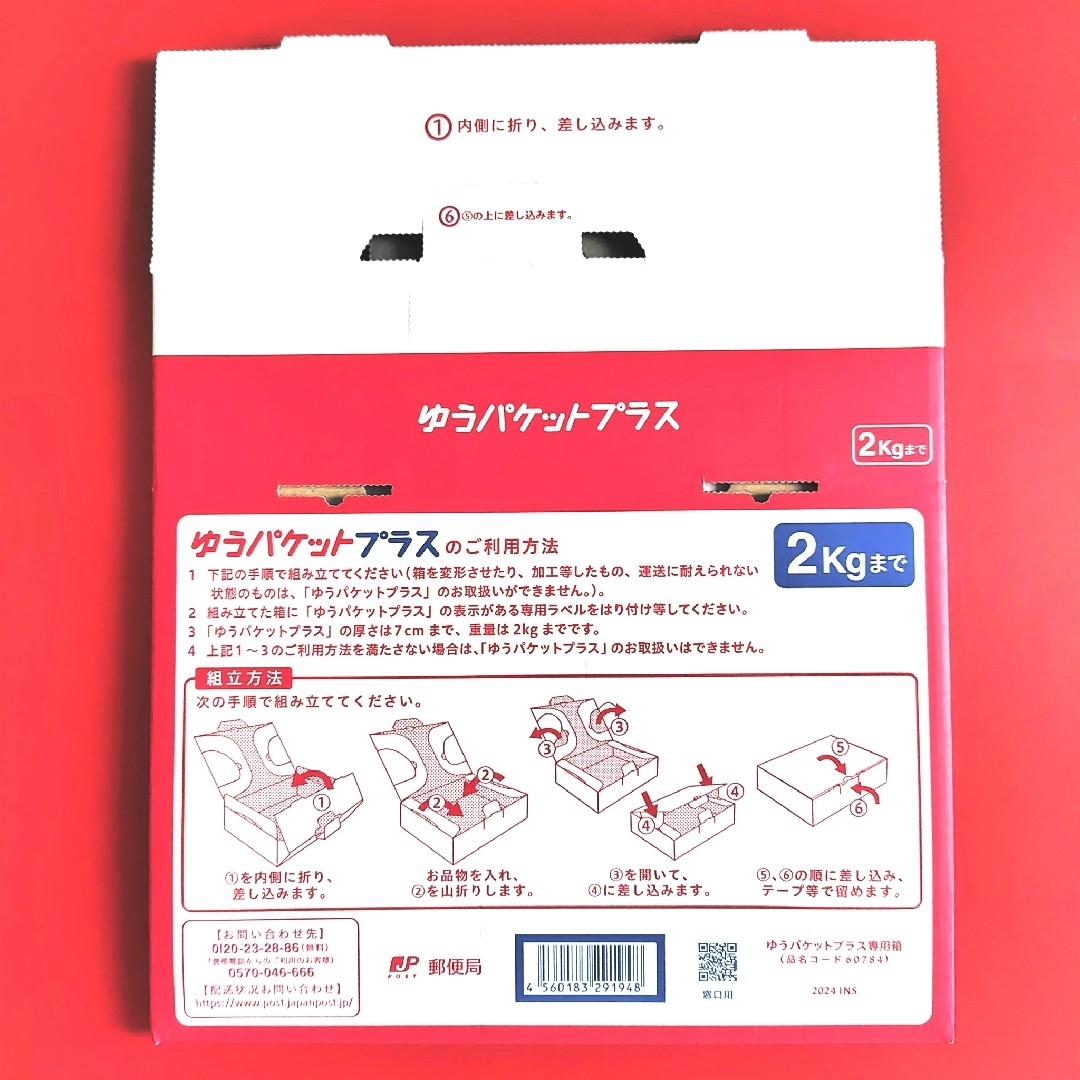 ①内側に折り、差し込みます。
⑥⑤の上に差し込みます。
ゆうパケットプラス
2Kgまで
ゆうパケットプラスのご利用方法
2Kgまで
1 下記の手順で組み立ててください(箱を変形させたり、加工等したもの、運送に耐えられない
状態のものは、「ゆうパケットプラス」のお取扱いができません。)。
2 組み立てた箱に「ゆうパケットプラス」の表示がある専用ラベルをはり付け等してください。
3 「ゆうパケットプラス」の厚さは7cmまで、重量は2kgまでです。
4 上記1~3のご利用方法を満たさない場合は、「ゆうパケットプラス」のお取扱いはできません。
組立方法
次の手順で組み立ててください。
①
② ②
③ ③
④ ④
⑤ ⑥
①を内側に折り、
差し込みます。
お品物を入れ、
②を山折りします。
③を開いて、
④に差し込みます。
⑤、⑥の順に差し込み、
テープ等で留めます。
【お問い合わせ先】
0120-23-28-86(無料)
(携帯電話からのご利用のお客様)
0570-046-666
【配送状況お問い合わせ】
https://www.post.japanpost.jp/
JP POST 郵便局
4 560183 291948
窓口用
ゆうパケットプラス専用箱
(品名コード60784)
2024 INS